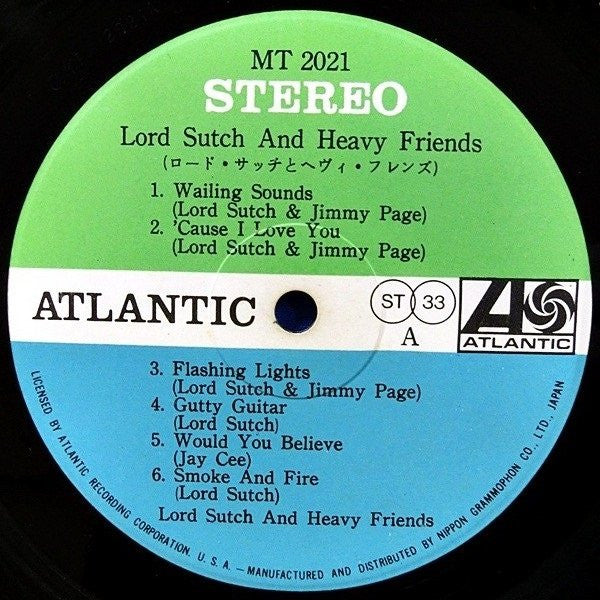 MT 2021
STEREO
Lord Sutch And Heavy Friends
(ロード・サッチとヘヴィ・フレンズ)
1. Wailing Sounds
(Lord Sutch & Jimmy Page)
2. 'Cause I Love You
(Lord Sutch & Jimmy Page)
ATLANTIC
ST 33
A
ATLANTIC
3. Flashing Lights
(Lord Sutch & Jimmy Page)
4. Gutty Guitar
(Lord Sutch)
5. Would You Believe
(Jay Cee)
6. Smoke And Fire
(Lord Sutch)
Lord Sutch And Heavy Friends
LICENSED BY ATLANTIC RECORDING CORPORATION. U. S. A. — MANUFACTURED AND DISTRIBUTED BY NIPPON GRAMMOPHON CO., LTD., JAPAN